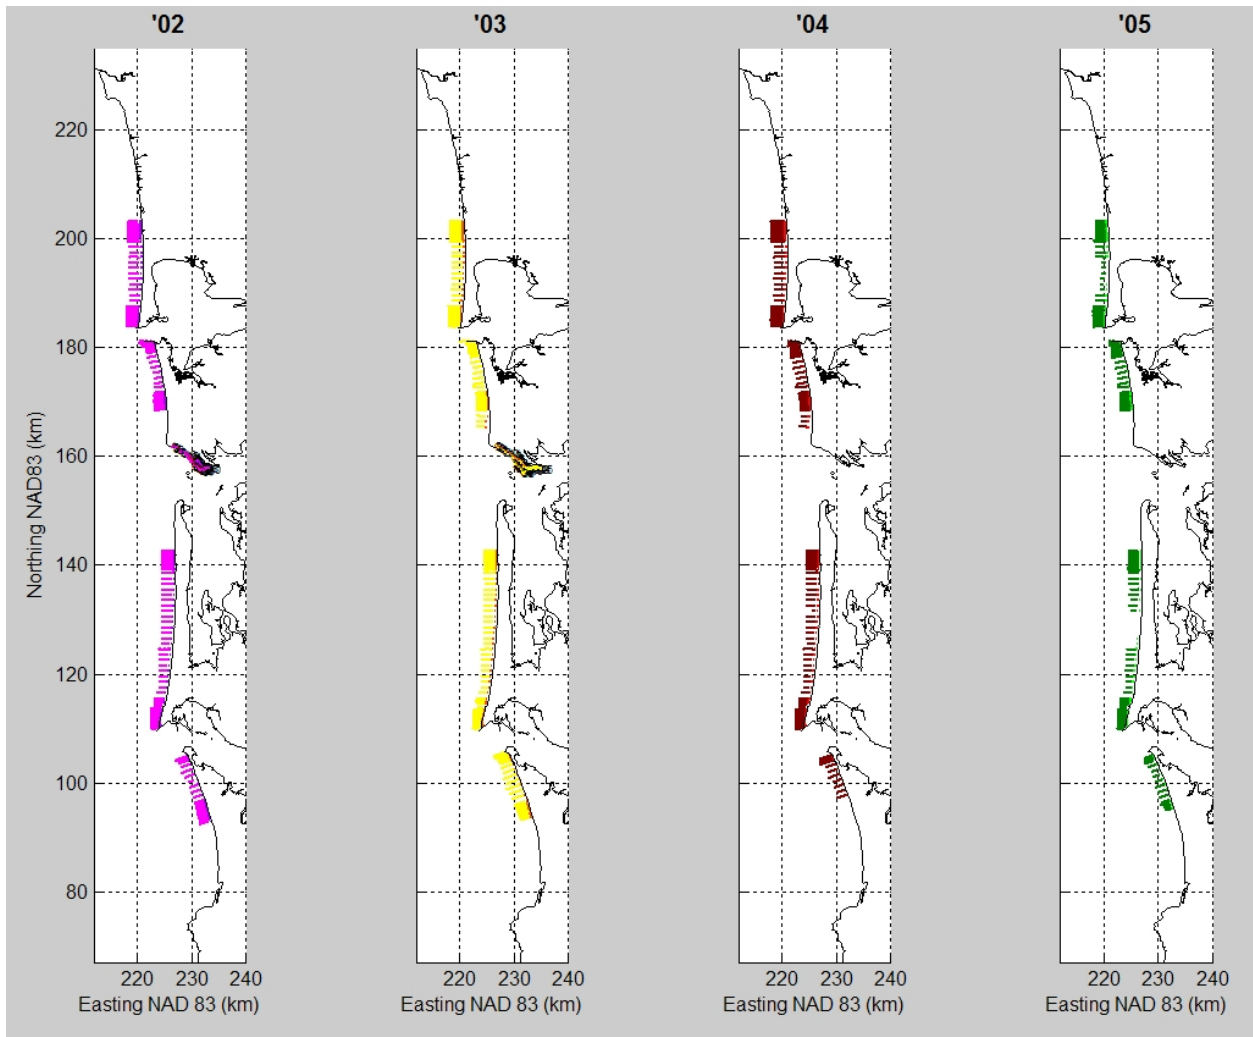 '02 '03 '04 '05
220
200
180
160
140
120
100
80
Northing NAD83 (km)
220 230 240 220 230 240 220 230 240 220 230 240
Easting NAD 83 (km) Easting NAD 83 (km) Easting NAD 83 (km) Easting NAD 83 (km)